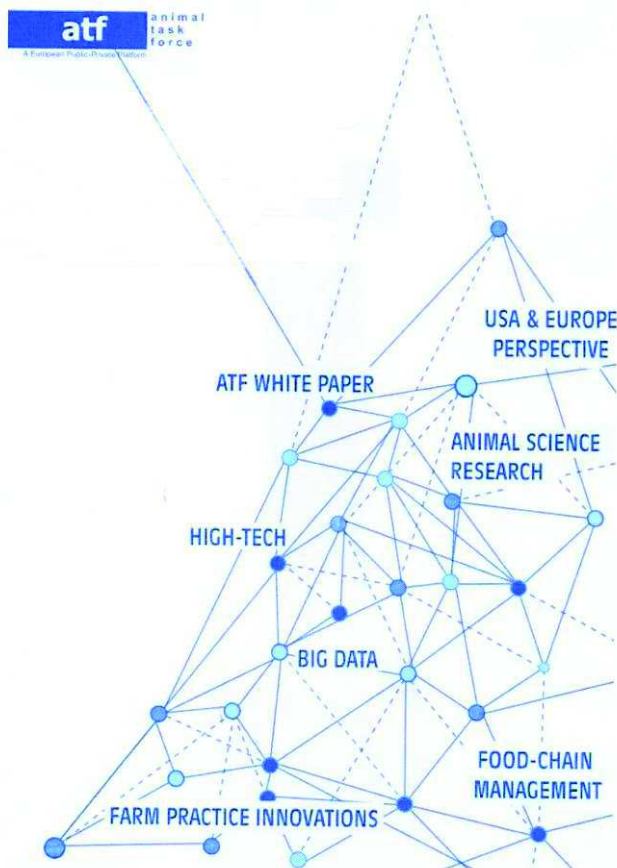 atf
animal
task
force
A European Public-Private Platform
USA & EUROPE
PERSPECTIVE
ATF WHITE PAPER
ANIMAL SCIENCE
RESEARCH
HIGH-TECH
BIG DATA
FOOD-CHAIN
MANAGEMENT
FARM PRACTICE INNOVATIONS